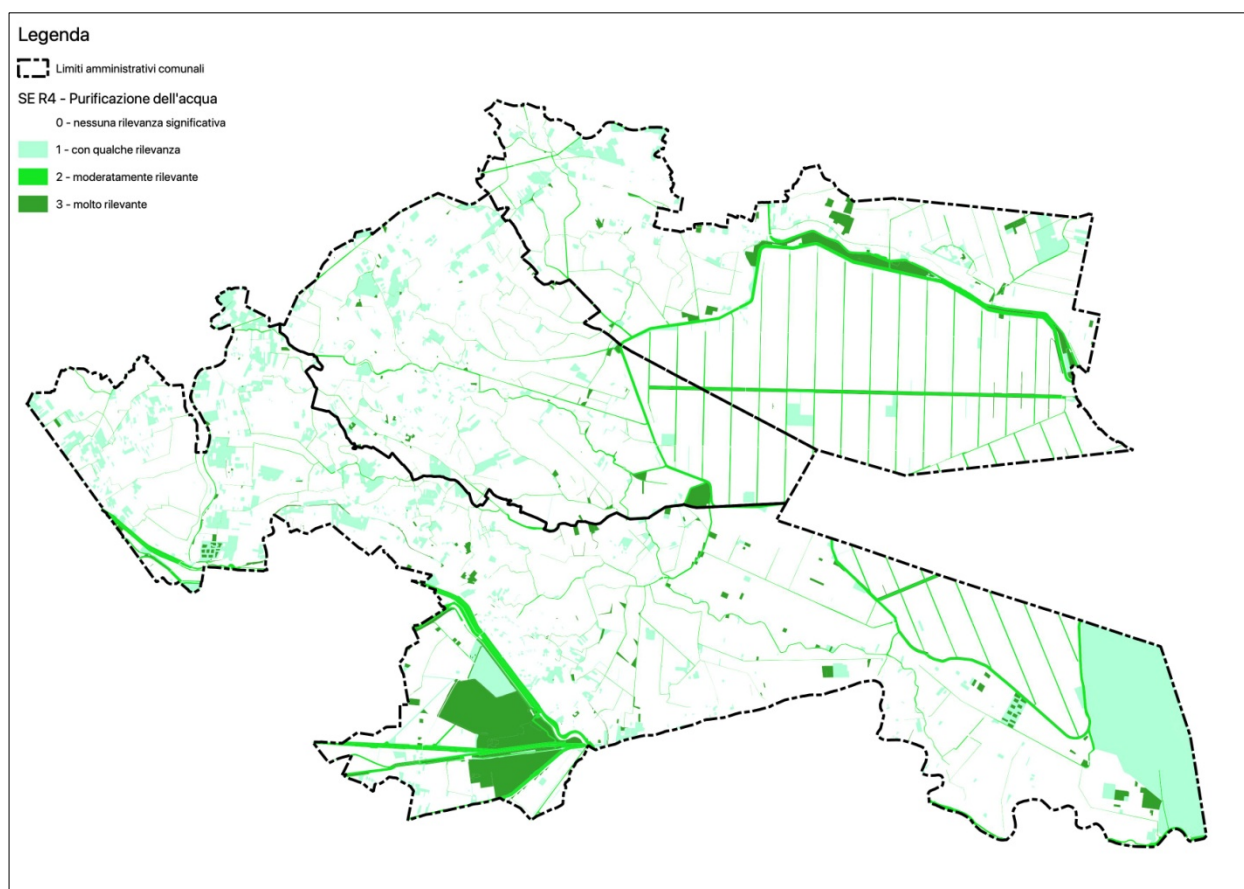 Legenda
Limiti amministrativi comunali
SE R4 - Purificazione dell'acqua
0 - nessuna rilevanza significativa
1 - con qualche rilevanza
2 - moderatamente rilevante
3 - molto rilevante